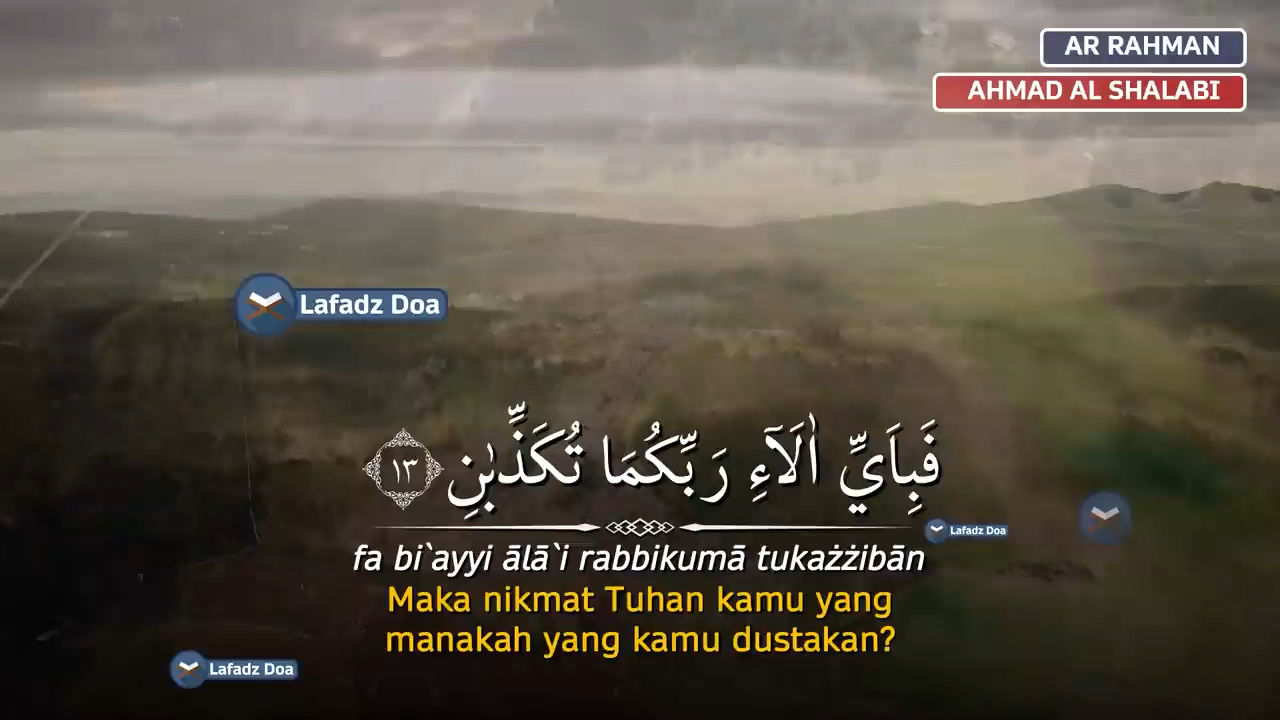 AR RAHMAN
AHMAD AL SHALABI
Lafadz Doa
فَبِاَيِّ اٰلَاۤءِ رَبِّكُمَا تُكَذِّبٰنِ ١٣
Lafadz Doa
fa bi`ayyi ālā`i rabbikumā tukażżibān
Maka nikmat Tuhan kamu yang
manakah yang kamu dustakan?
Lafadz Doa